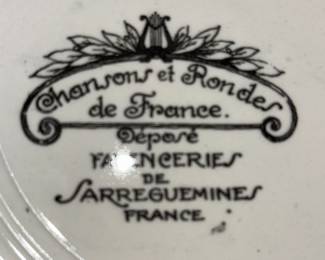 Chansons et Rondes
de France.
Déposé
FAIENCERIES
DE
SARREGUEMINES
FRANCE